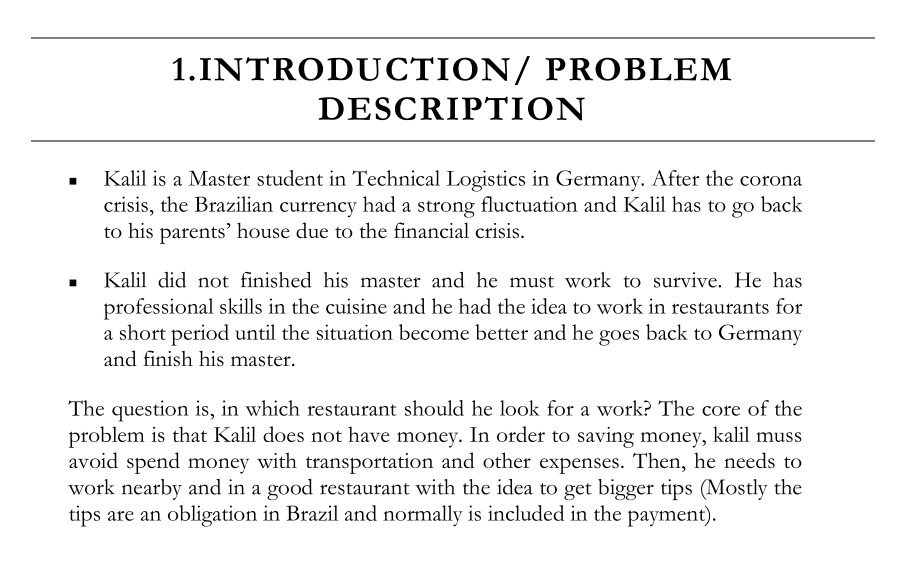 1.INTRODUCTION/ PROBLEM
DESCRIPTION
▪ Kalil is a Master student in Technical Logistics in Germany. After the corona
crisis, the Brazilian currency had a strong fluctuation and Kalil has to go back
to his parents’ house due to the financial crisis.
▪ Kalil did not finished his master and he must work to survive. He has
professional skills in the cuisine and he had the idea to work in restaurants for
a short period until the situation become better and he goes back to Germany
and finish his master.
The question is, in which restaurant should he look for a work? The core of the
problem is that Kalil does not have money. In order to saving money, kalil muss
avoid spend money with transportation and other expenses. Then, he needs to
work nearby and in a good restaurant with the idea to get bigger tips (Mostly the
tips are an obligation in Brazil and normally is included in the payment).